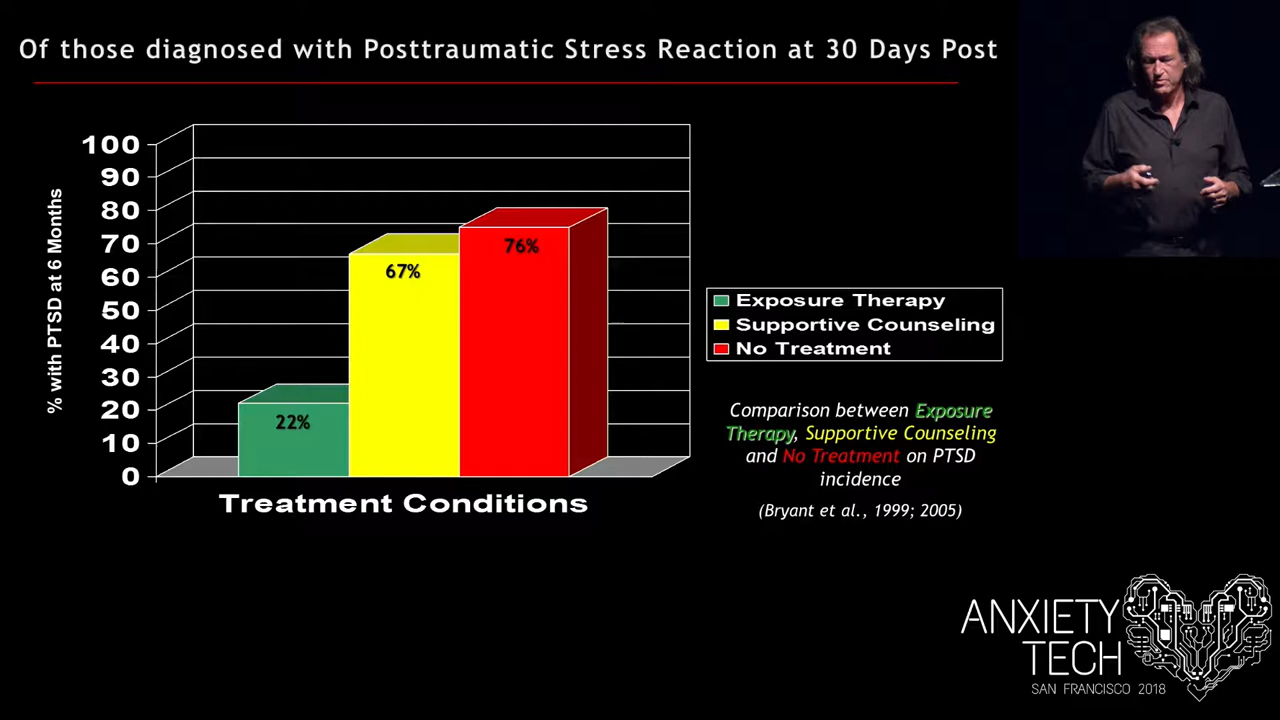 Of those diagnosed with Posttraumatic Stress Reaction at 30 Days Post
% with PTSD at 6 Months
100
90
80
70
60
50
40
30
20
10
0
22%
67%
76%
Treatment Conditions
Exposure Therapy
Supportive Counseling
No Treatment
Comparison between Exposure
Therapy, Supportive Counseling
and No Treatment on PTSD
incidence
(Bryant et al., 1999; 2005)
ANXIETY
TECH
SAN FRANCISCO 2018